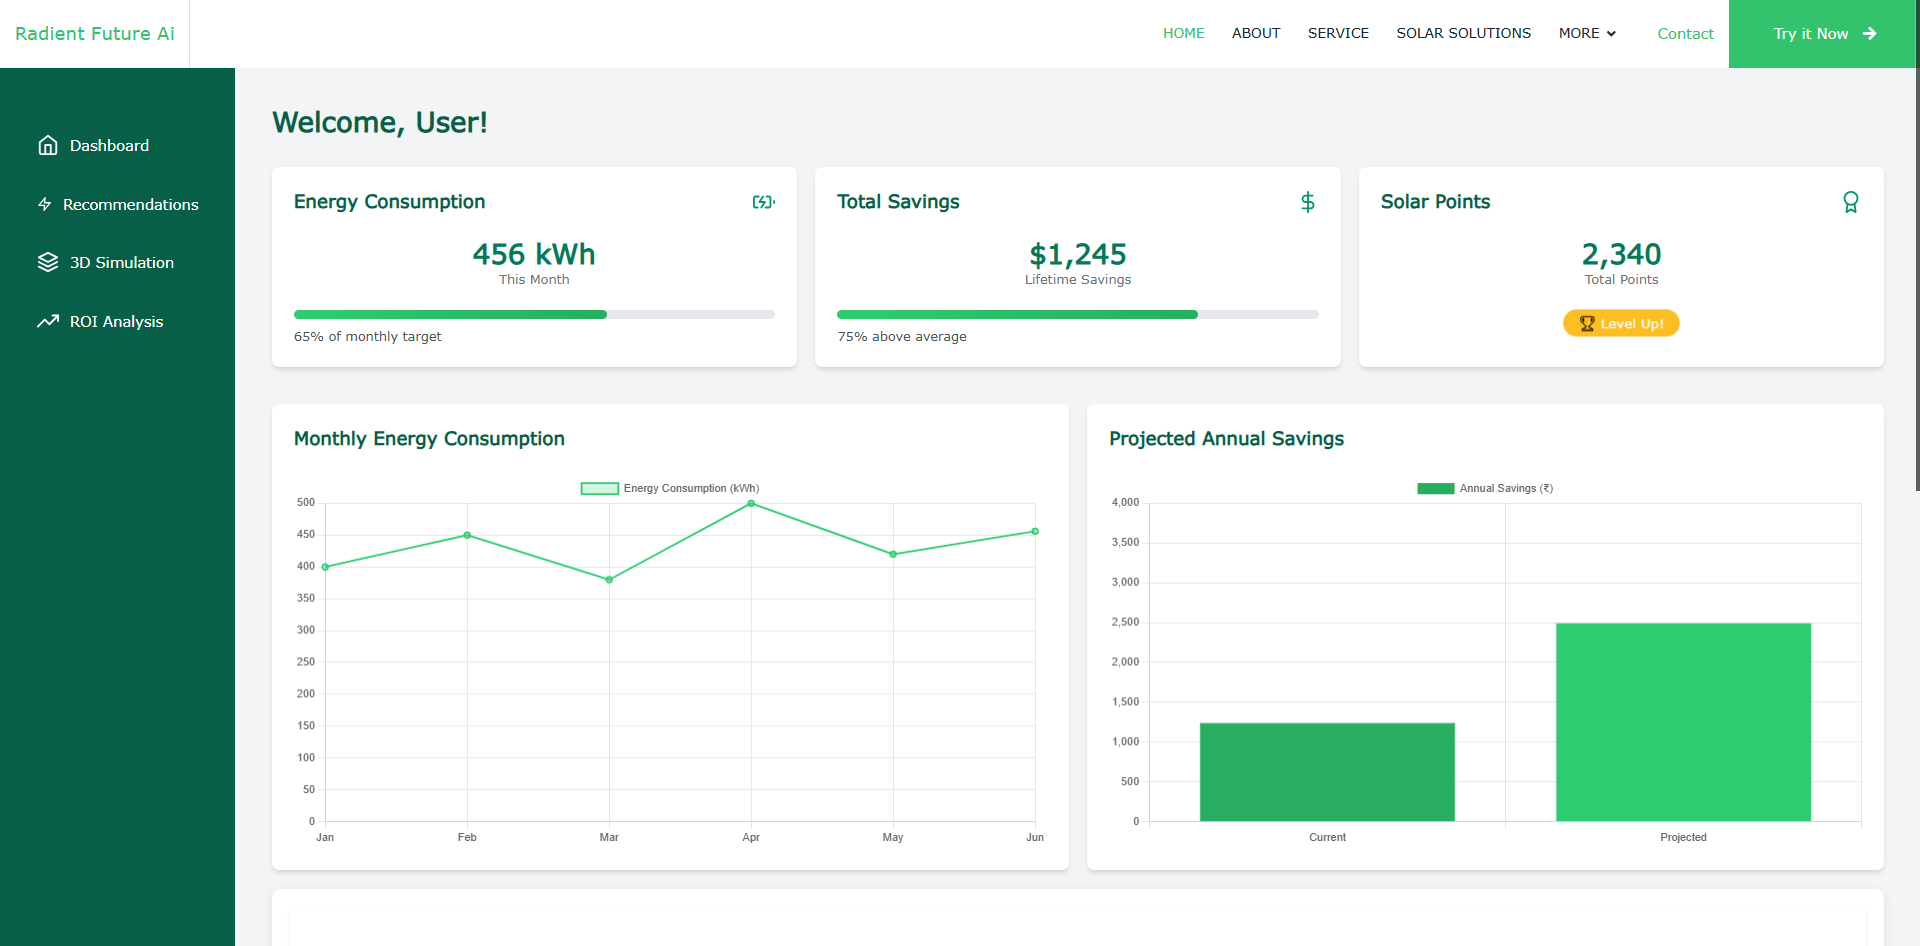 Radient Future Ai
HOME ABOUT SERVICE SOLAR SOLUTIONS MORE Contact Try it Now
Dashboard
Recommendations
3D Simulation
ROI Analysis
Welcome, User!
Energy Consumption
456 kWh
This Month
65% of monthly target
Total Savings
$1,245
Lifetime Savings
75% above average
Solar Points
2,340
Total Points
Level Up!
Monthly Energy Consumption
Energy Consumption (kWh)
500
450
400
350
300
250
200
150
100
50
0
Jan Feb Mar Apr May Jun
Projected Annual Savings
Annual Savings (₹)
4,000
3,500
3,000
2,500
2,000
1,500
1,000
500
0
Current Projected